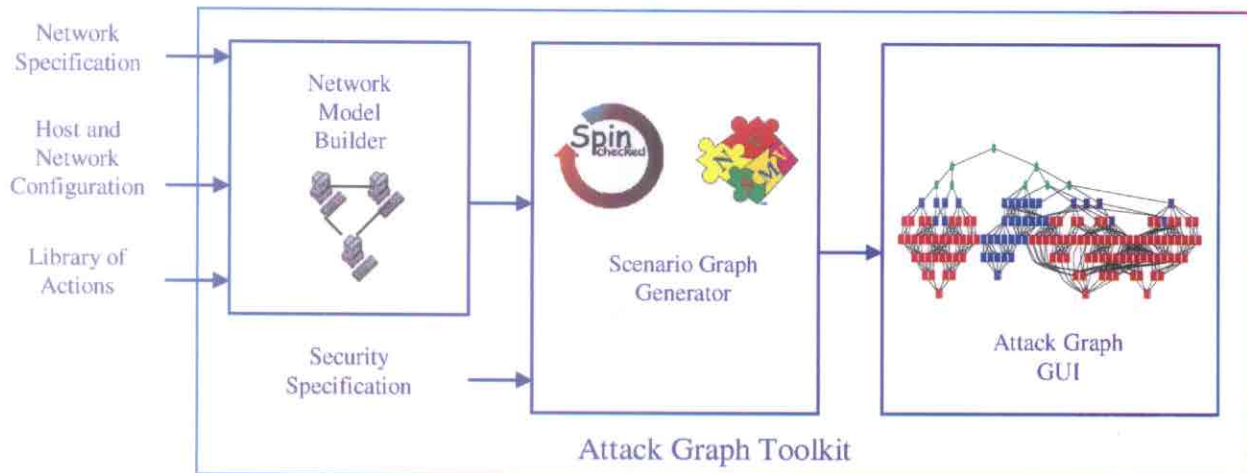 Network
Specification
Host and
Network
Configuration
Library of
Actions
Network
Model
Builder
Security
Specification
Spin
checked
Scenario Graph
Generator
Attack Graph
GUI
Attack Graph Toolkit